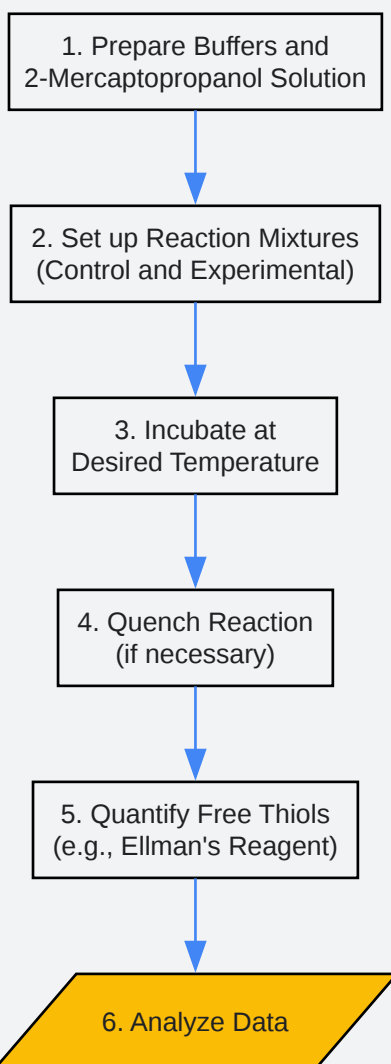 1. Prepare Buffers and
2-Mercaptopropanol Solution
2. Set up Reaction Mixtures
(Control and Experimental)
3. Incubate at
Desired Temperature
4. Quench Reaction
(if necessary)
5. Quantify Free Thiols
(e.g., Ellman's Reagent)
6. Analyze Data